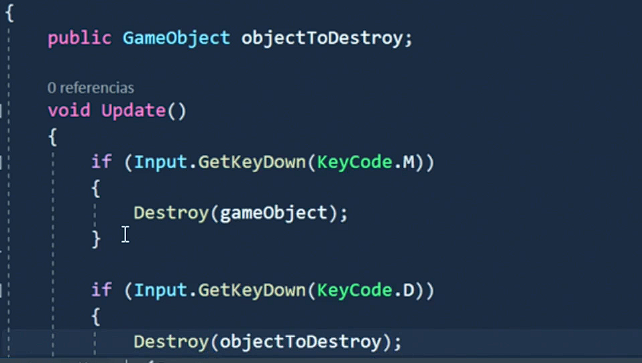 {
public GameObject objectToDestroy;
0 referencias
void Update()
{
if (Input.GetKeyDown(KeyCode.M))
{
Destroy(gameObject);
}
if (Input.GetKeyDown(KeyCode.D))
{
Destroy(objectToDestroy);